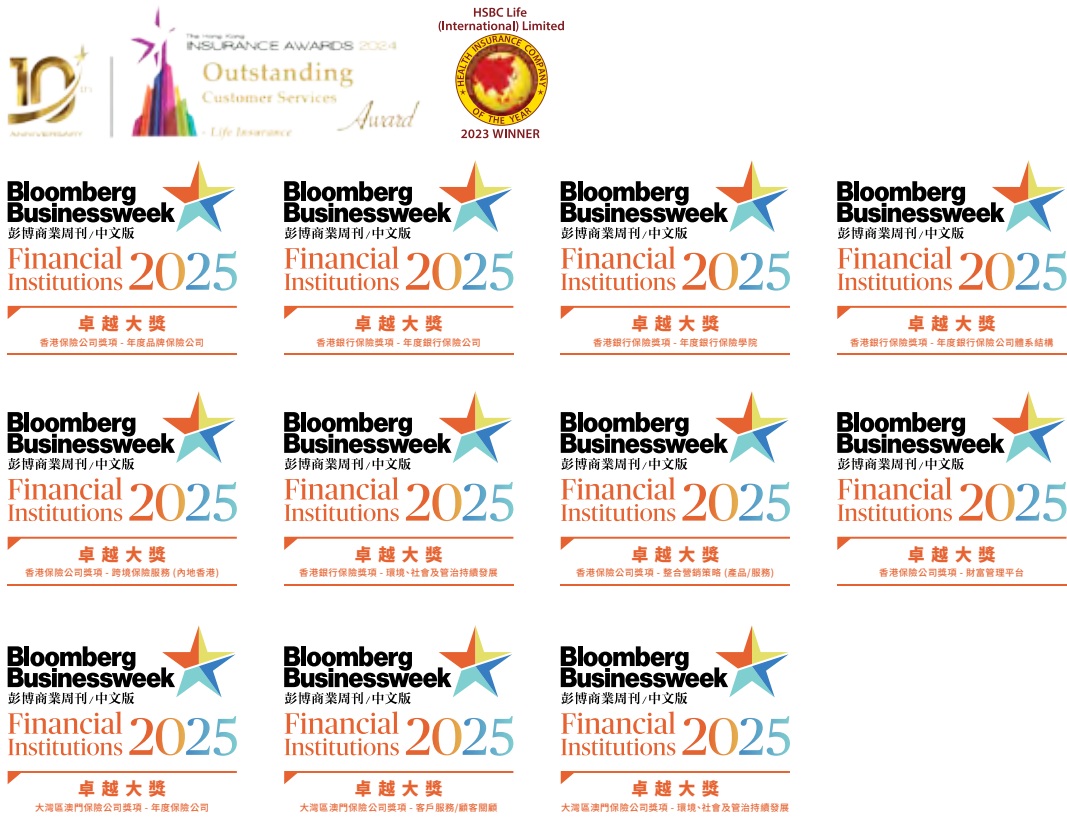 10
TH
ANNIVERSARY
The Hong Kong
INSURANCE AWARDS 2024
Outstanding
Customer Services
Award
- Life Insurance
HSBC Life
(International) Limited
HEALTH INSURANCE COMPANY
OF THE YEAR
2023 WINNER
Bloomberg
Businessweek
彭博商業周刊/中文版
Financial
Institutions 2025
卓越大獎
香港保險公司獎項 - 年度品牌保險公司
Bloomberg
Businessweek
彭博商業周刊/中文版
Financial
Institutions 2025
卓越大獎
香港銀行保險獎項 - 年度銀行保險公司
Bloomberg
Businessweek
彭博商業周刊/中文版
Financial
Institutions 2025
卓越大獎
香港銀行保險獎項 - 年度銀行保險學院
Bloomberg
Businessweek
彭博商業周刊/中文版
Financial
Institutions 2025
卓越大獎
香港銀行保險獎項 - 年度銀行保險公司體系結構
Bloomberg
Businessweek
彭博商業周刊/中文版
Financial
Institutions 2025
卓越大獎
香港保險公司獎項 - 跨境保險服務 (內地香港)
Bloomberg
Businessweek
彭博商業周刊/中文版
Financial
Institutions 2025
卓越大獎
香港銀行保險獎項 - 環境、社會及管治持續發展
Bloomberg
Businessweek
彭博商業周刊/中文版
Financial
Institutions 2025
卓越大獎
香港保險公司獎項 - 整合營銷策略 (產品/服務)
Bloomberg
Businessweek
彭博商業周刊/中文版
Financial
Institutions 2025
卓越大獎
香港保險公司獎項 - 財富管理平台
Bloomberg
Businessweek
彭博商業周刊/中文版
Financial
Institutions 2025
卓越大獎
大灣區澳門保險公司獎項 - 年度保險公司
Bloomberg
Businessweek
彭博商業周刊/中文版
Financial
Institutions 2025
卓越大獎
大灣區澳門保險公司獎項 - 客戶服務/顧客關顧
Bloomberg
Businessweek
彭博商業周刊/中文版
Financial
Institutions 2025
卓越大獎
大灣區澳門保險公司獎項 - 環境、社會及管治持續發展